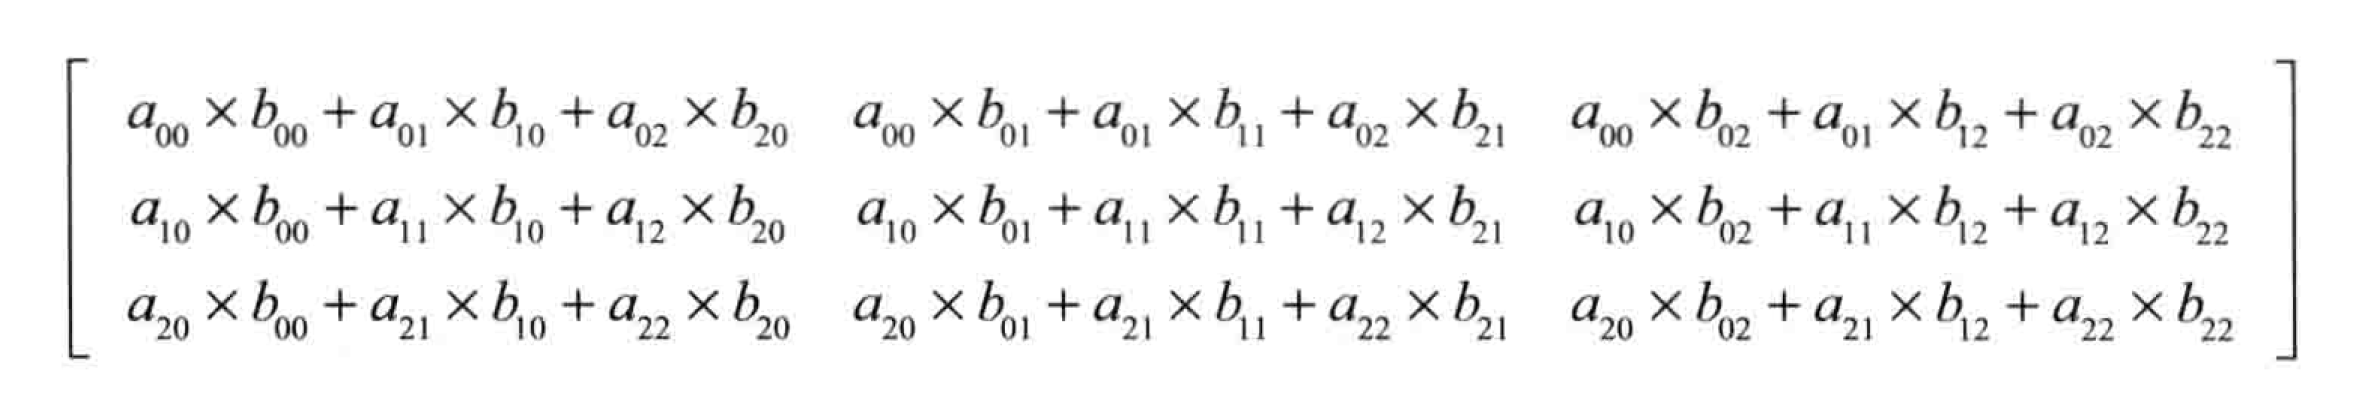 a₀₀ × b₀₀ + a₀₁ × b₁₀ + a₀₂ × b₂₀ a₀₀ × b₀₁ + a₀₁ × b₁₁ + a₀₂ × b₂₁ a₀₀ × b₀₂ + a₀₁ × b₁₂ + a₀₂ × b₂₂
a₁₀ × b₀₀ + a₁₁ × b₁₀ + a₁₂ × b₂₀ a₁₀ × b₀₁ + a₁₁ × b₁₁ + a₁₂ × b₂₁ a₁₀ × b₀₂ + a₁₁ × b₁₂ + a₁₂ × b₂₂
a₂₀ × b₀₀ + a₂₁ × b₁₀ + a₂₂ × b₂₀ a₂₀ × b₀₁ + a₂₁ × b₁₁ + a₂₂ × b₂₁ a₂₀ × b₀₂ + a₂₁ × b₁₂ + a₂₂ × b₂₂